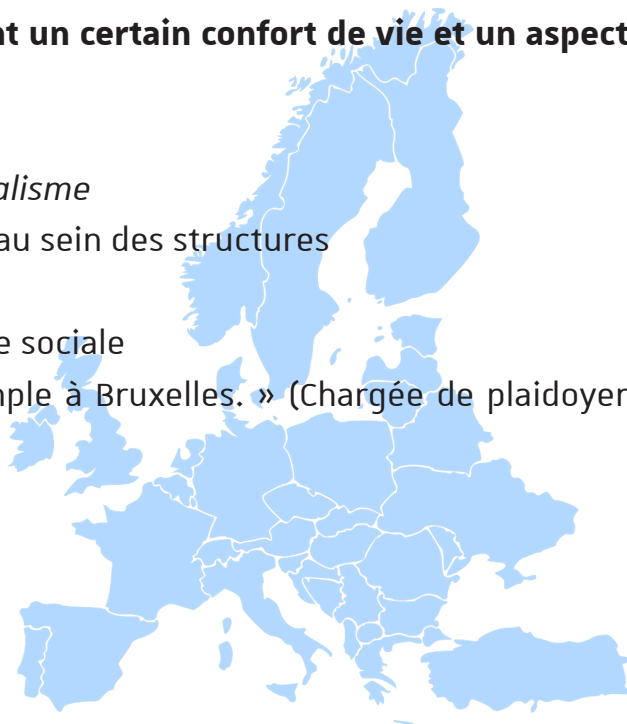 nt un certain confort de vie et un aspect
alisme
au sein des structures
e sociale
mple à Bruxelles. » (Chargée de plaidoyer